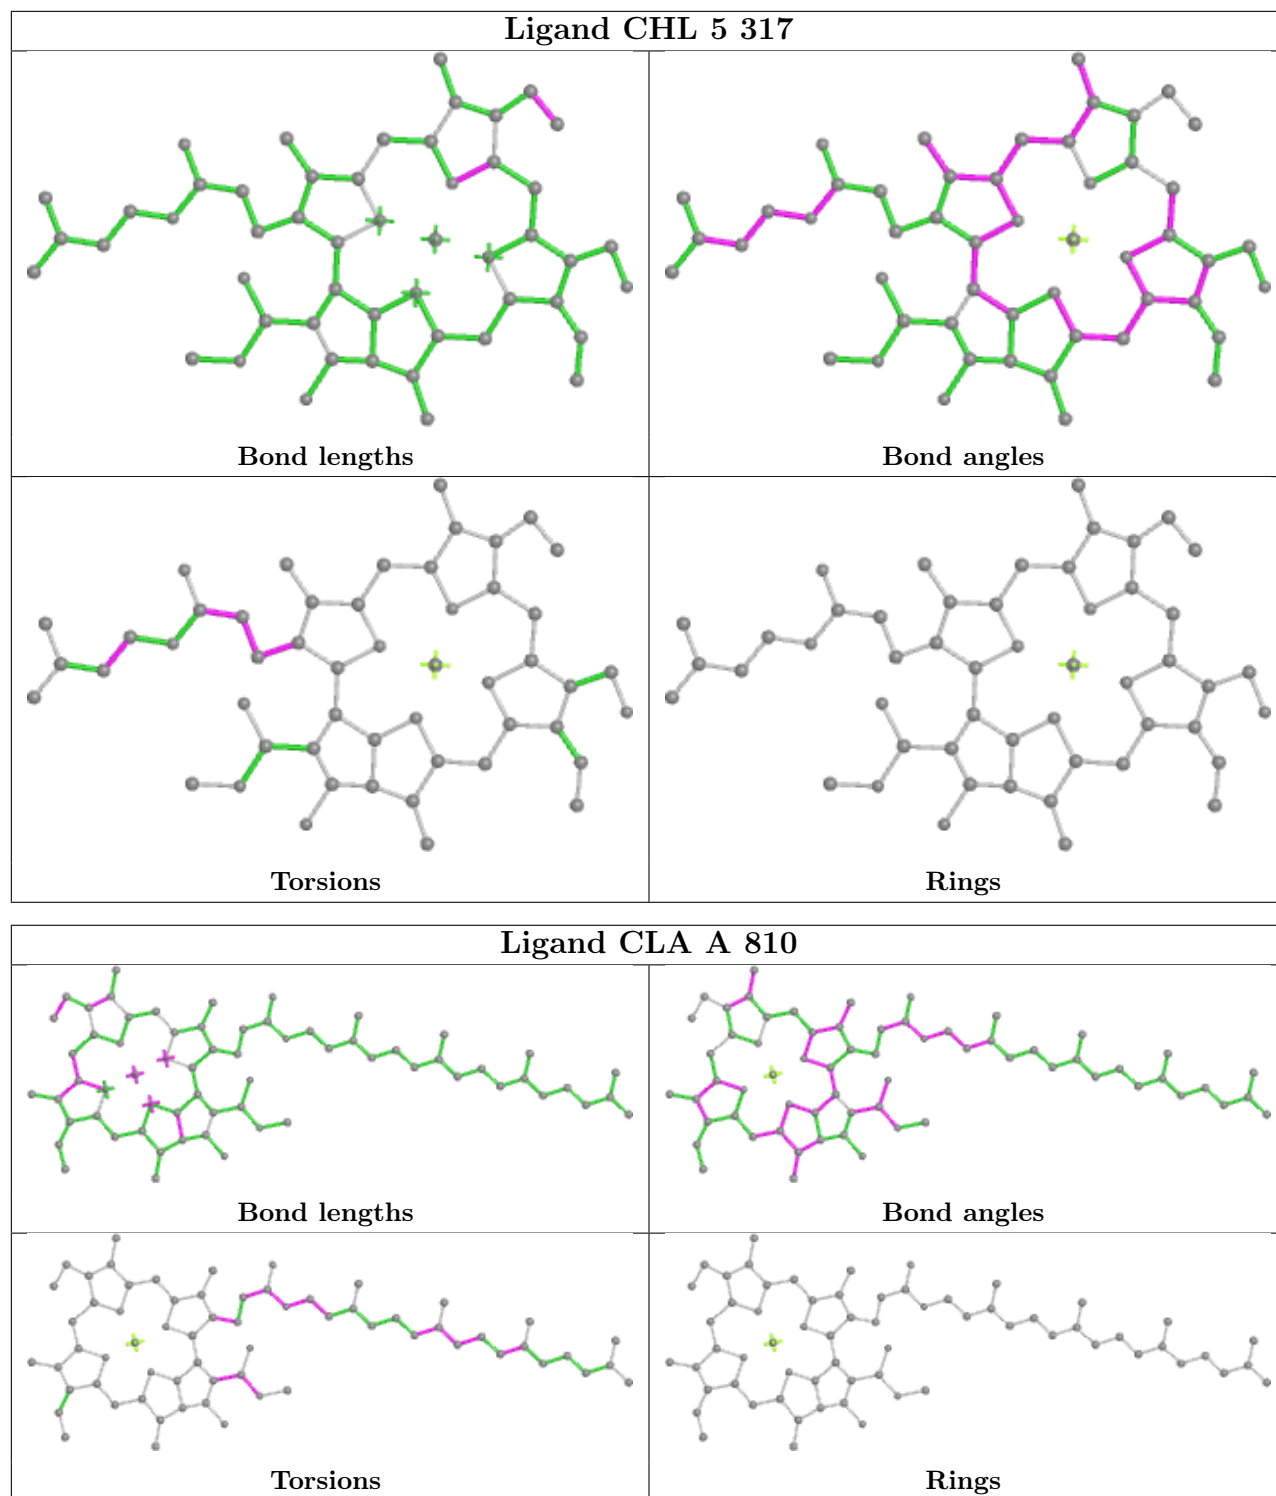 Ligand CHL 5 317
Bond lengths
Bond angles
Torsions
Rings
Ligand CLA A 810
Bond lengths
Bond angles
Torsions
Rings